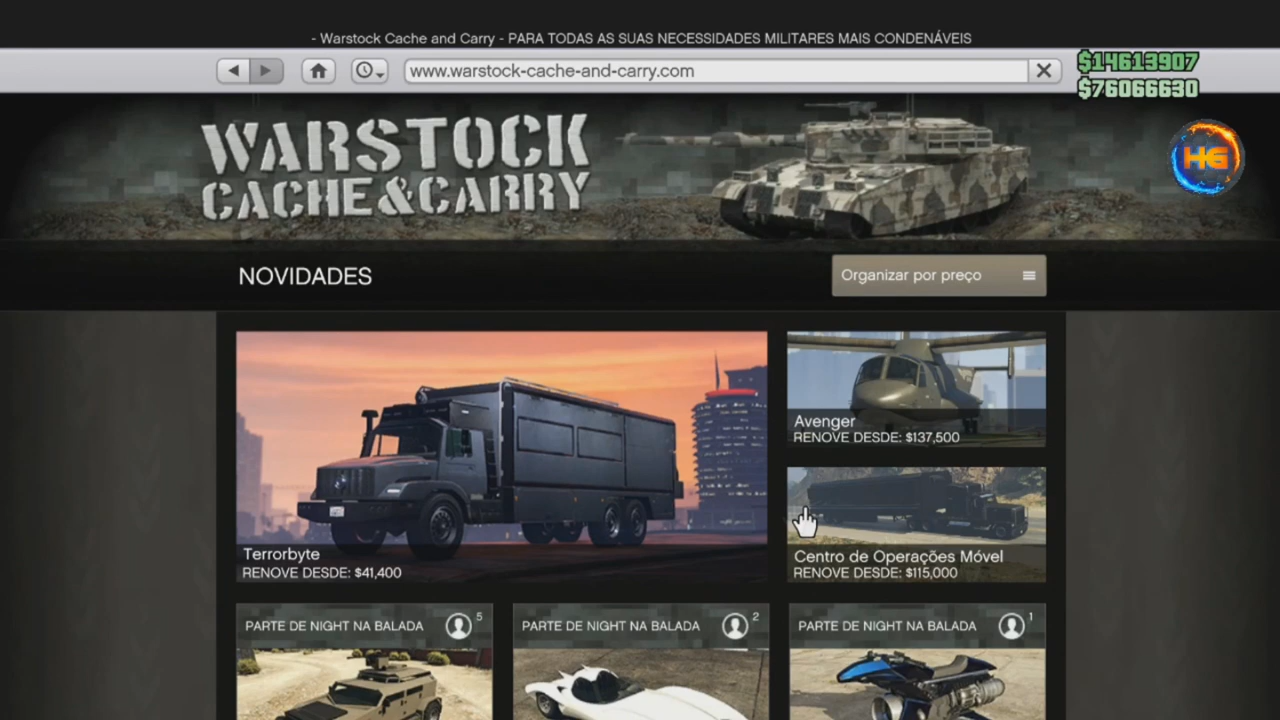 - Warstock Cache and Carry - PARA TODAS AS SUAS NECESSIDADES MILITARES MAIS CONDENÁVEIS
www.warstock-cache-and-carry.com
$14613907
$76066630
WARSTOCK
CACHE & CARRY
H6
NOVIDADES
Organizar por preço
Avenger
RENOVE DESDE: $137,500
Terrorbyte
RENOVE DESDE: $41,400
Centro de Operações Móvel
RENOVE DESDE: $115,000
PARTE DE NIGHT NA BALADA 5
PARTE DE NIGHT NA BALADA 2
PARTE DE NIGHT NA BALADA 1